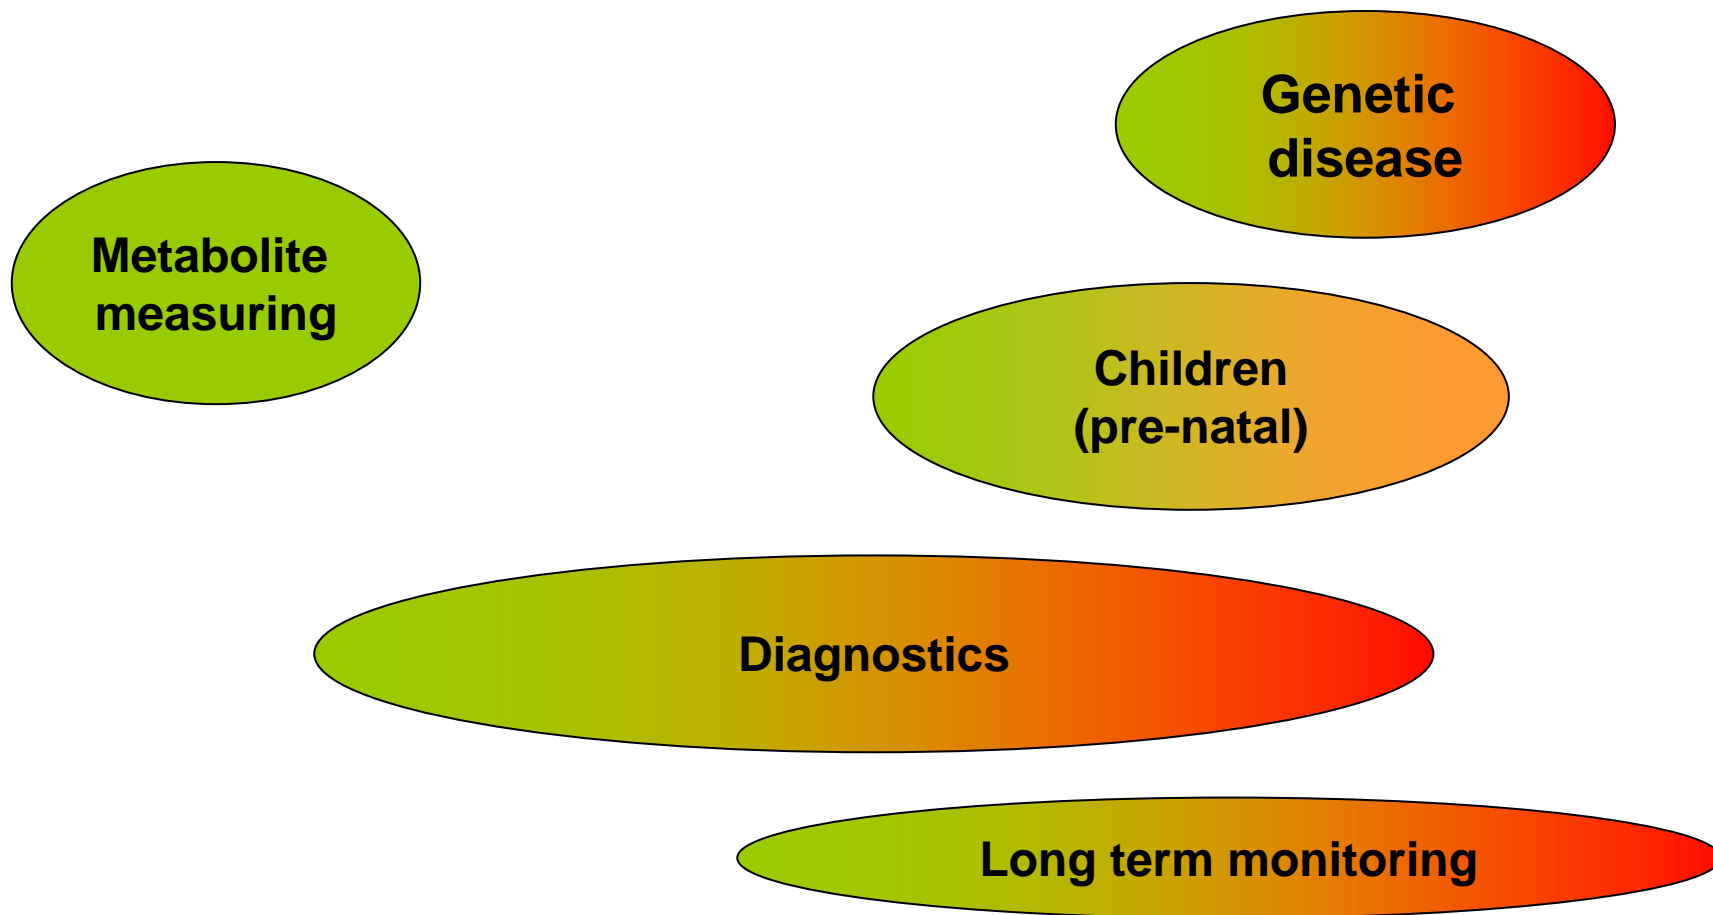 Genetic
disease
Metabolite
measuring
Children
(pre-natal)
Diagnostics
Long term monitoring